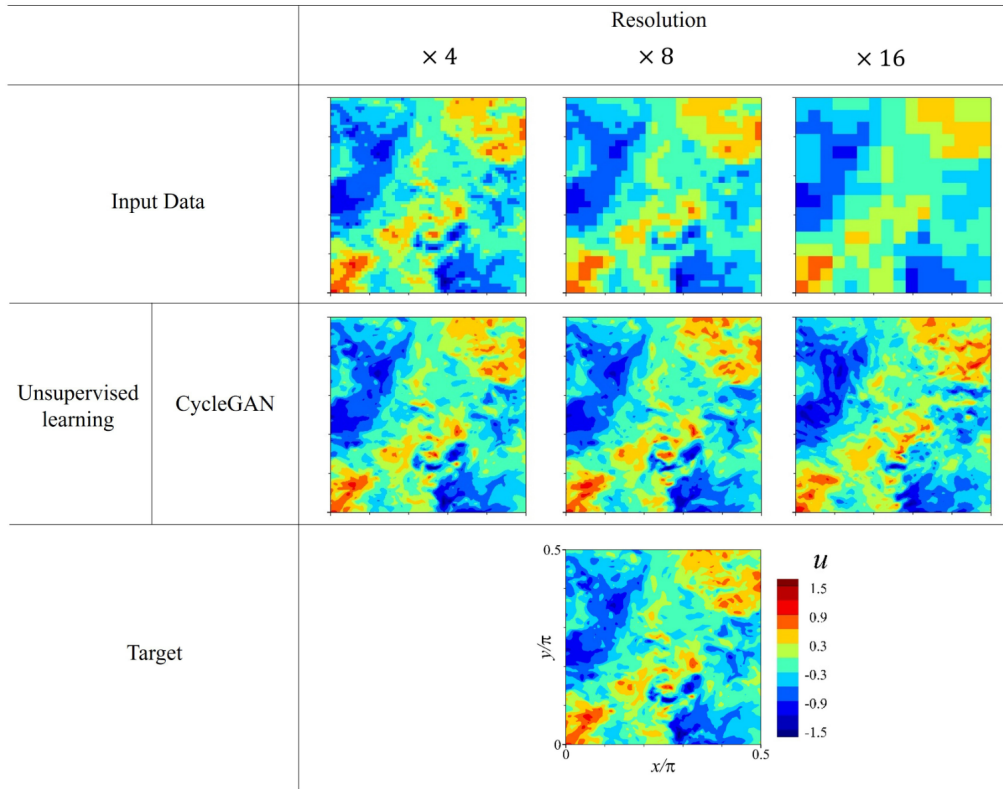 Resolution
× 4
× 8
× 16
Input Data
Unsupervised
learning
CycleGAN
Target
0.5
y/π
0
0
x/π
0.5
u
1.5
0.9
0.3
-0.3
-0.9
-1.5